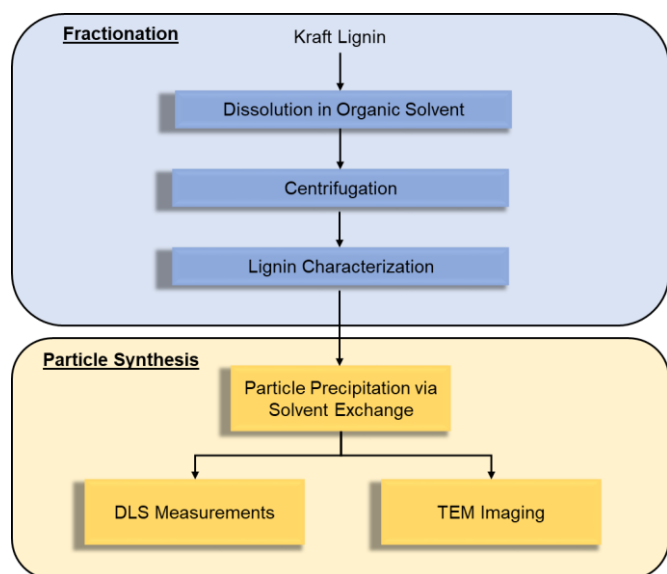 Fractionation
Kraft Lignin
Dissolution in Organic Solvent
Centrifugation
Lignin Characterization
Particle Synthesis
Particle Precipitation via
Solvent Exchange
DLS Measurements
TEM Imaging